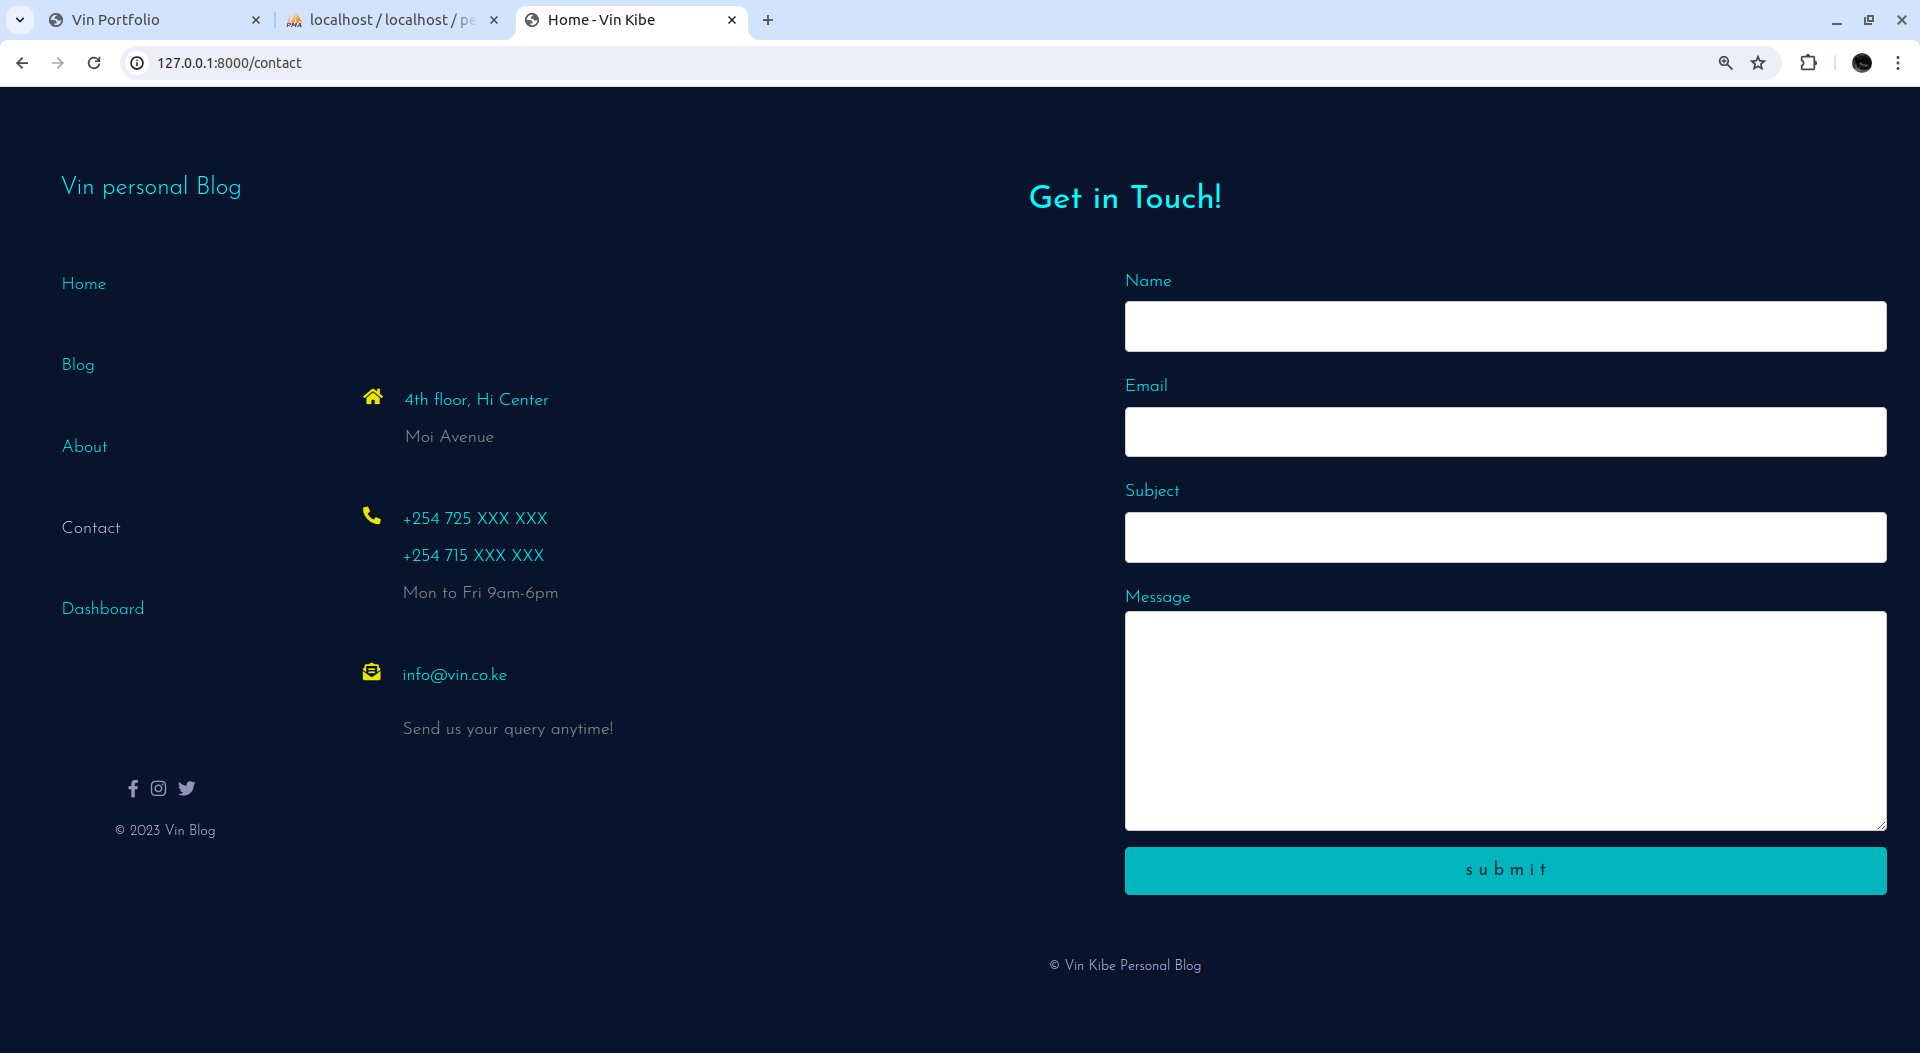 Vin Portfolio
localhost / localhost / pe
Home - Vin Kibe
127.0.0.1:8000/contact
Vin personal Blog
Home
Blog
About
Contact
Dashboard
© 2023 Vin Blog
4th floor, Hi Center
Moi Avenue
+254 725 XXX XXX
+254 715 XXX XXX
Mon to Fri 9am-6pm
info@vin.co.ke
Send us your query anytime!
Get in Touch!
Name
Email
Subject
Message
submit
© Vin Kibe Personal Blog